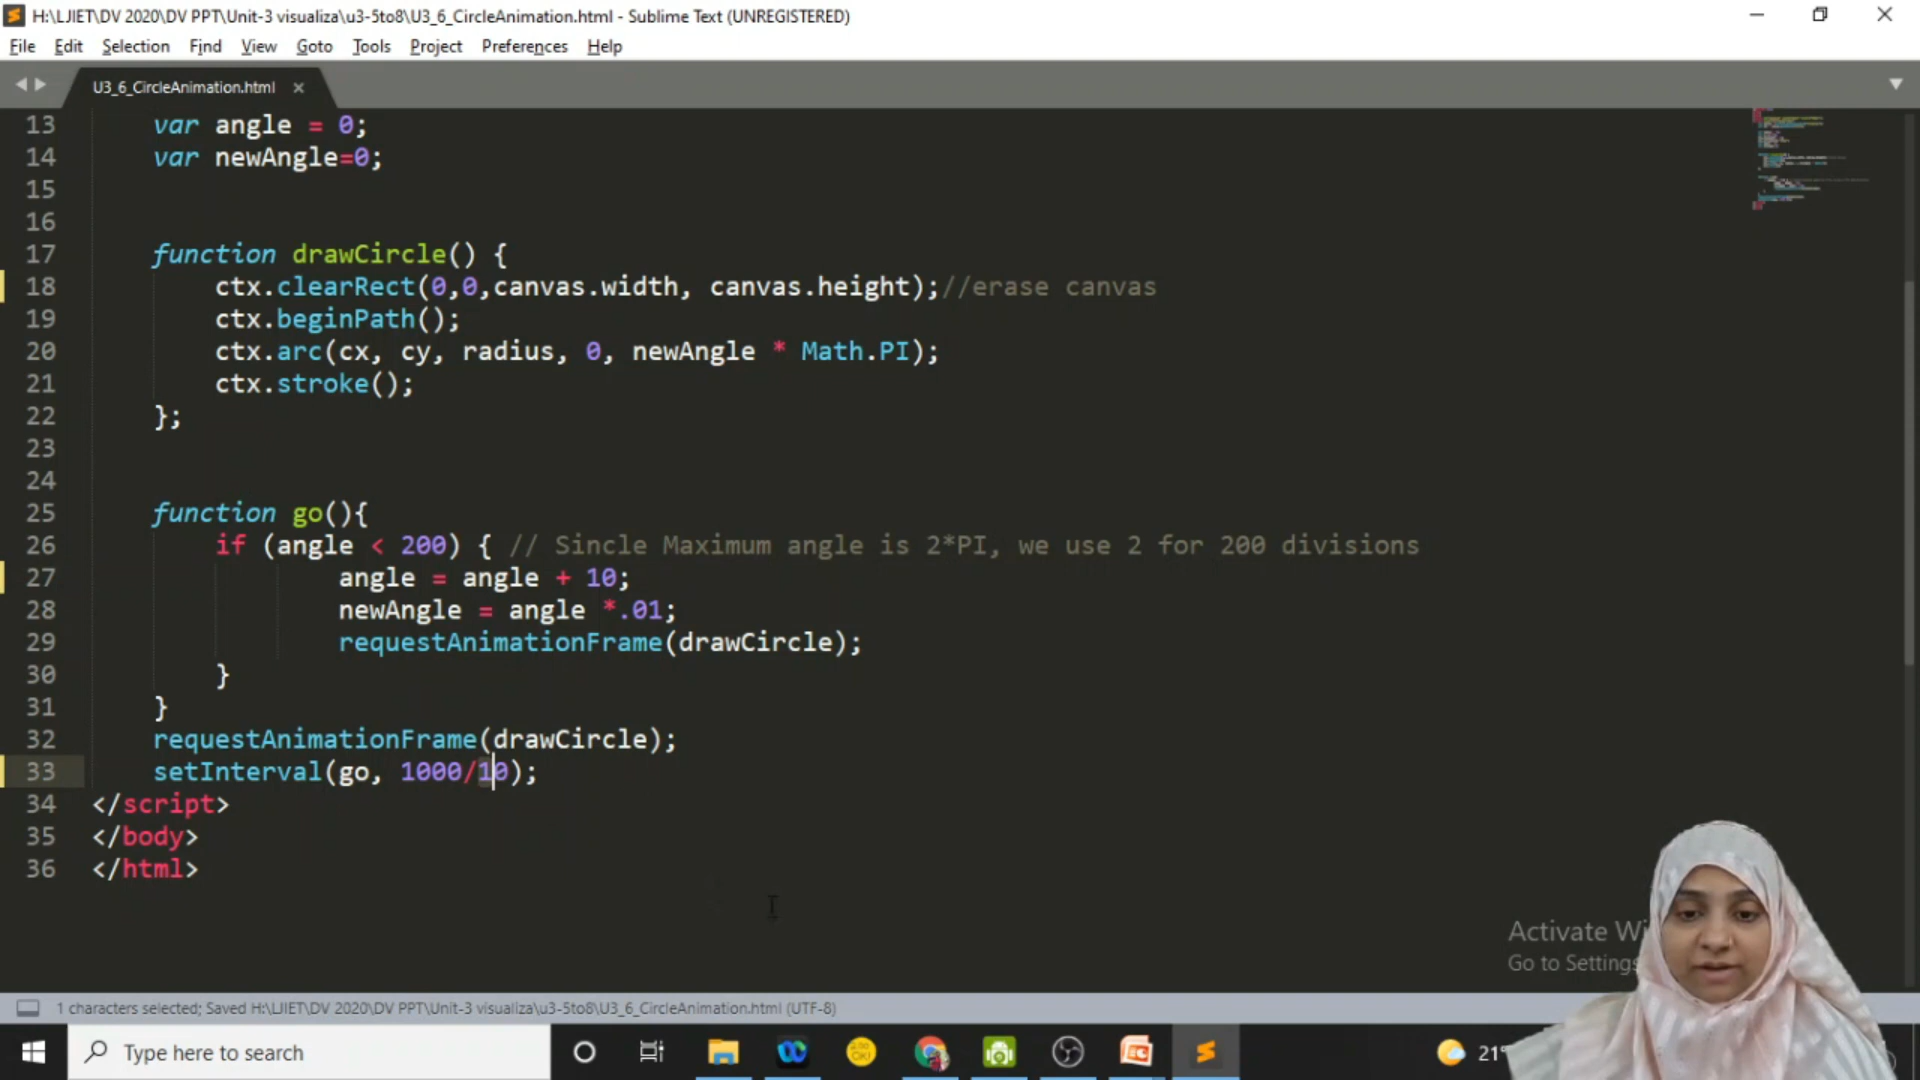 H:\LJIET\DV 2020\DV PPT\Unit-3 visualiza\u3-5to8\U3_6_CircleAnimation.html - Sublime Text (UNREGISTERED)
File Edit Selection Find View Goto Tools Project Preferences Help
U3_6_CircleAnimation.html
13 var angle = 0;
14 var newAngle=0;
15
16
17 function drawCircle() {
18 ctx.clearRect(0,0,canvas.width, canvas.height);//erase canvas
19 ctx.beginPath();
20 ctx.arc(cx, cy, radius, 0, newAngle * Math.PI);
21 ctx.stroke();
22 };
23
24
25 function go(){
26 if (angle < 200) { // Sincle Maximum angle is 2*PI, we use 2 for 200 divisions
27 angle = angle + 10;
28 newAngle = angle *.01;
29 requestAnimationFrame(drawCircle);
30 }
31 }
32 requestAnimationFrame(drawCircle);
33 setInterval(go, 1000/10);
34 </script>
35 </body>
36 </html>
Activate Wi
Go to Settings
1 characters selected; Saved H:\LJIET\DV 2020\DV PPT\Unit-3 visualiza\u3-5to8\U3_6_CircleAnimation.html (UTF-8)
Type here to search
21°